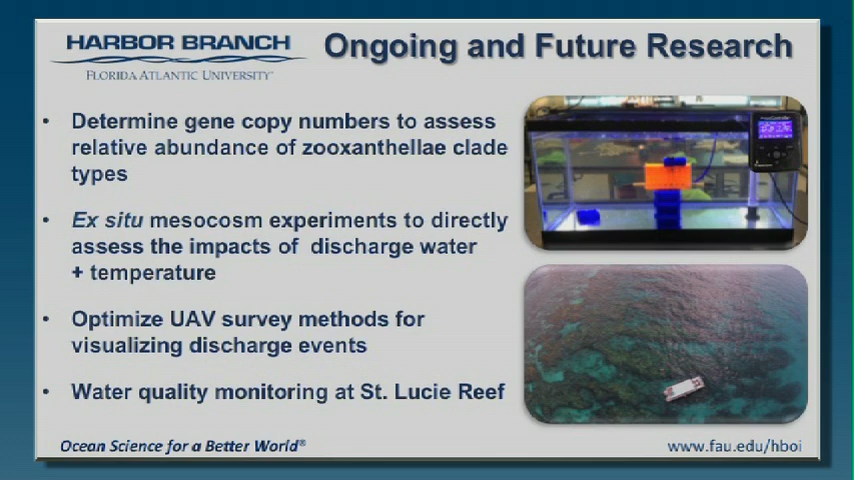 HARBOR BRANCH
FLORIDA ATLANTIC UNIVERSITY
Ongoing and Future Research
• Determine gene copy numbers to assess
relative abundance of zooxanthellae clade
types
• Ex situ mesocosm experiments to directly
assess the impacts of discharge water
+ temperature
• Optimize UAV survey methods for
visualizing discharge events
• Water quality monitoring at St. Lucie Reef
Ocean Science for a Better World®
www.fau.edu/hboi